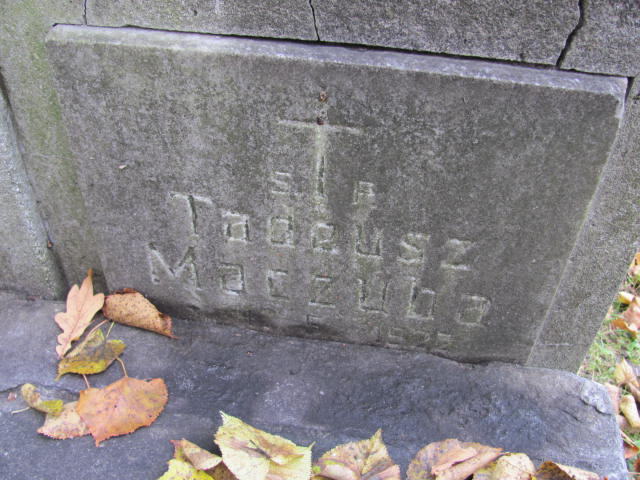 Ś. P.
Tadeusz
Maczuba